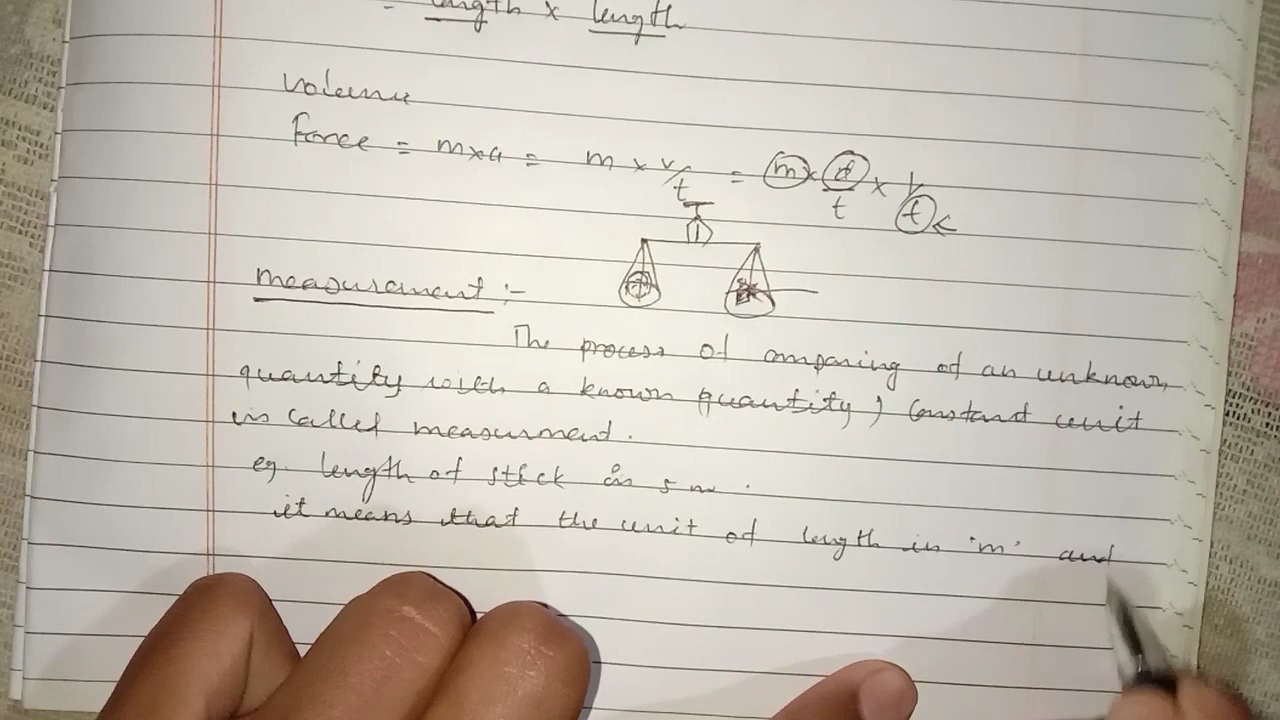 = length × length
volume
Force = m×a = m × v/t = m × d/t × 1/t
measurement :-
The process of comparing of an unknown
quantity with a known quantity / constant unit
is called measurment.
eg. length of stick is 5 m.
it means that the unit of length is 'm' and